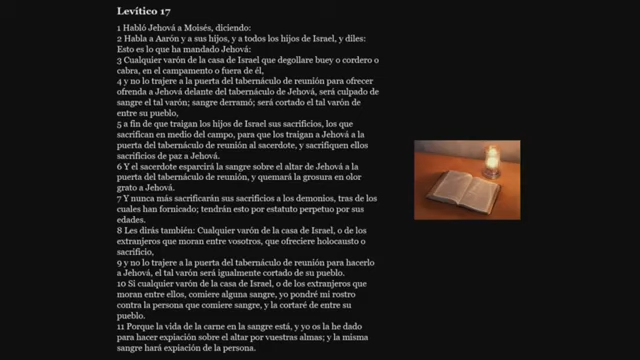 Levítico 17
1 Habló Jehová a Moisés, diciendo:
2 Habla a Aarón y a sus hijos, y a todos los hijos de Israel, y diles:
Esto es lo que ha mandado Jehová:
3 Cualquier varón de la casa de Israel que degollare buey o cordero o
cabra, en el campamento o fuera de él,
4 y no lo trajere a la puerta del tabernáculo de reunión para ofrecer
ofrenda a Jehová delante del tabernáculo de Jehová, será culpado de
sangre el tal varón; sangre derramó; será cortado el tal varón de
entre su pueblo,
5 a fin de que traigan los hijos de Israel sus sacrificios, los que
sacrifican en medio del campo, para que los traigan a Jehová a la
puerta del tabernáculo de reunión al sacerdote, y sacrifiquen ellos
sacrificios de paz a Jehová.
6 Y el sacerdote esparcirá la sangre sobre el altar de Jehová a la
puerta del tabernáculo de reunión, y quemará la grosura en olor
grato a Jehová.
7 Y nunca más sacrificarán sus sacrificios a los demonios, tras de los
cuales han fornicado; tendrán esto por estatuto perpetuo por sus
edades.
8 Les dirás también: Cualquier varón de la casa de Israel, o de los
extranjeros que moran entre vosotros, que ofreciere holocausto o
sacrificio,
9 y no lo trajere a la puerta del tabernáculo de reunión para hacerlo
a Jehová, el tal varón será igualmente cortado de su pueblo.
10 Si cualquier varón de la casa de Israel, o de los extranjeros que
moran entre ellos, comiere alguna sangre, yo pondré mi rostro
contra la persona que comiere sangre, y la cortaré de entre su
pueblo.
11 Porque la vida de la carne en la sangre está, y yo os la he dado
para hacer expiación sobre el altar por vuestras almas; y la misma
sangre hará expiación de la persona.